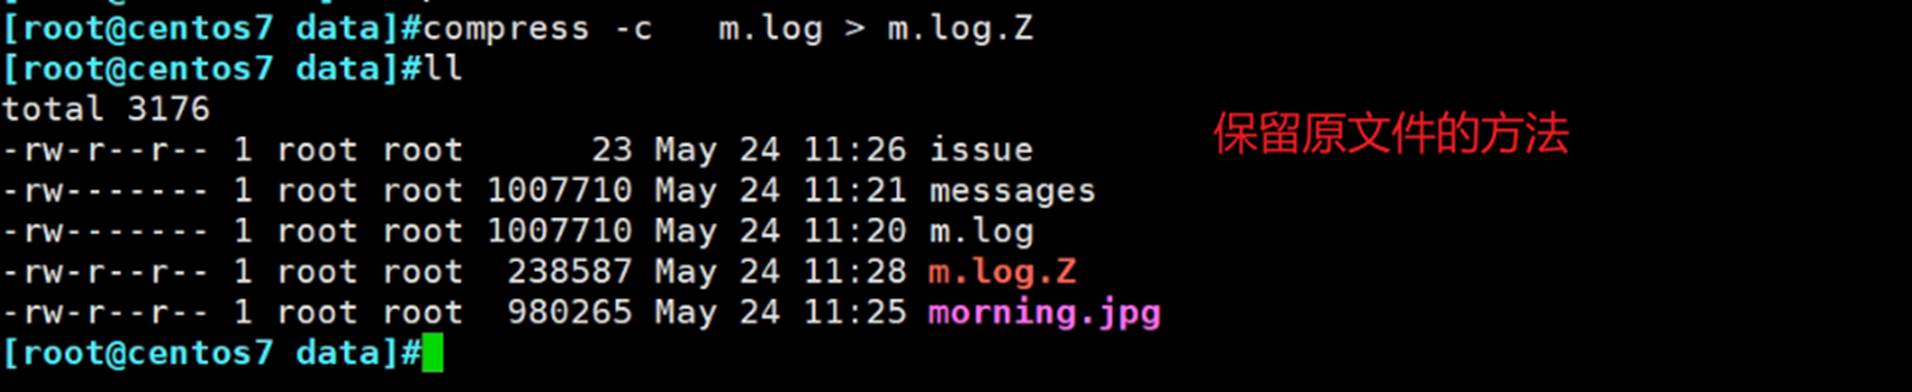 [root@centos7 data]#compress -c   m.log > m.log.Z
[root@centos7 data]#ll
total 3176
保留原文件的方法
-rw-r--r-- 1 root root      23 May 24 11:26 issue
-rw------- 1 root root 1007710 May 24 11:21 messages
-rw------- 1 root root 1007710 May 24 11:20 m.log
-rw-r--r-- 1 root root  238587 May 24 11:28 m.log.Z
-rw-r--r-- 1 root root  980265 May 24 11:25 morning.jpg
[root@centos7 data]#